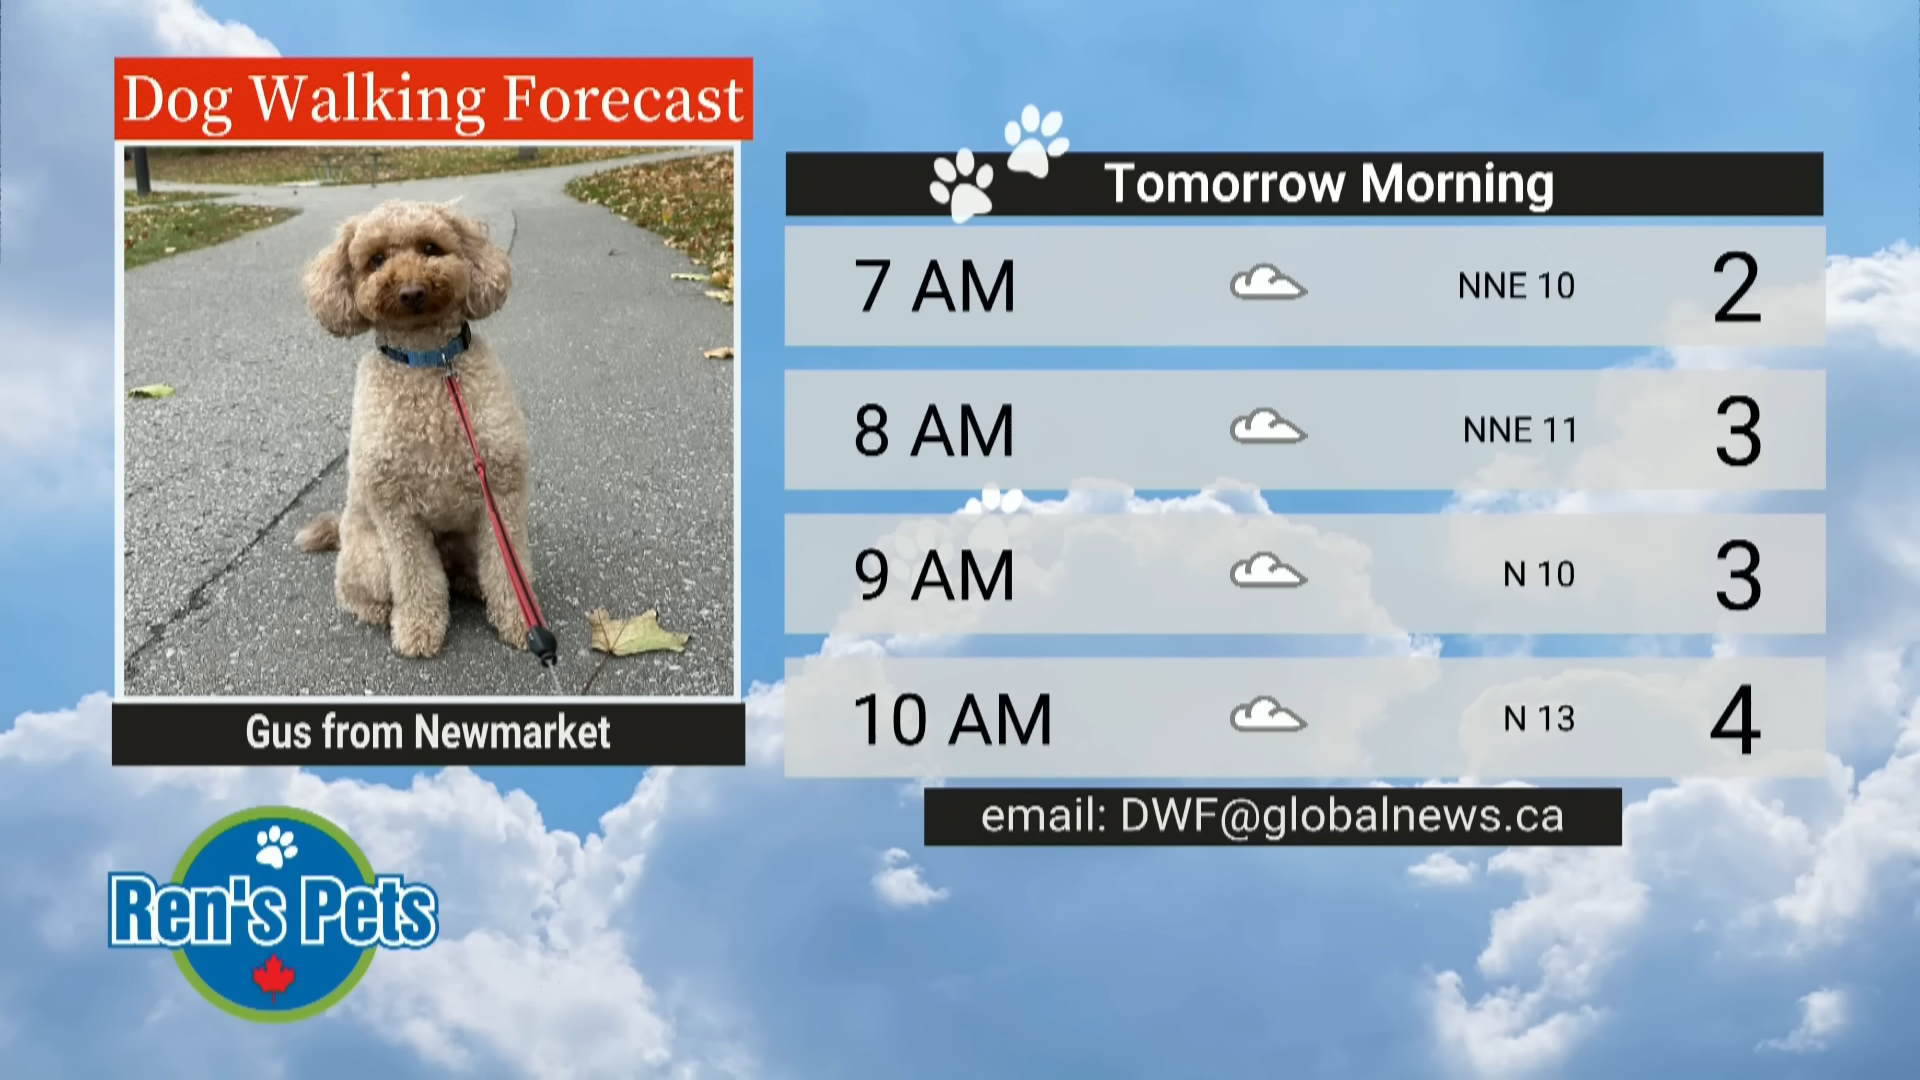 Dog Walking Forecast
Gus from Newmarket
Ren's Pets
Tomorrow Morning
7 AM NNE 10 2
8 AM NNE 11 3
9 AM N 10 3
10 AM N 13 4
email: DWF@globalnews.ca